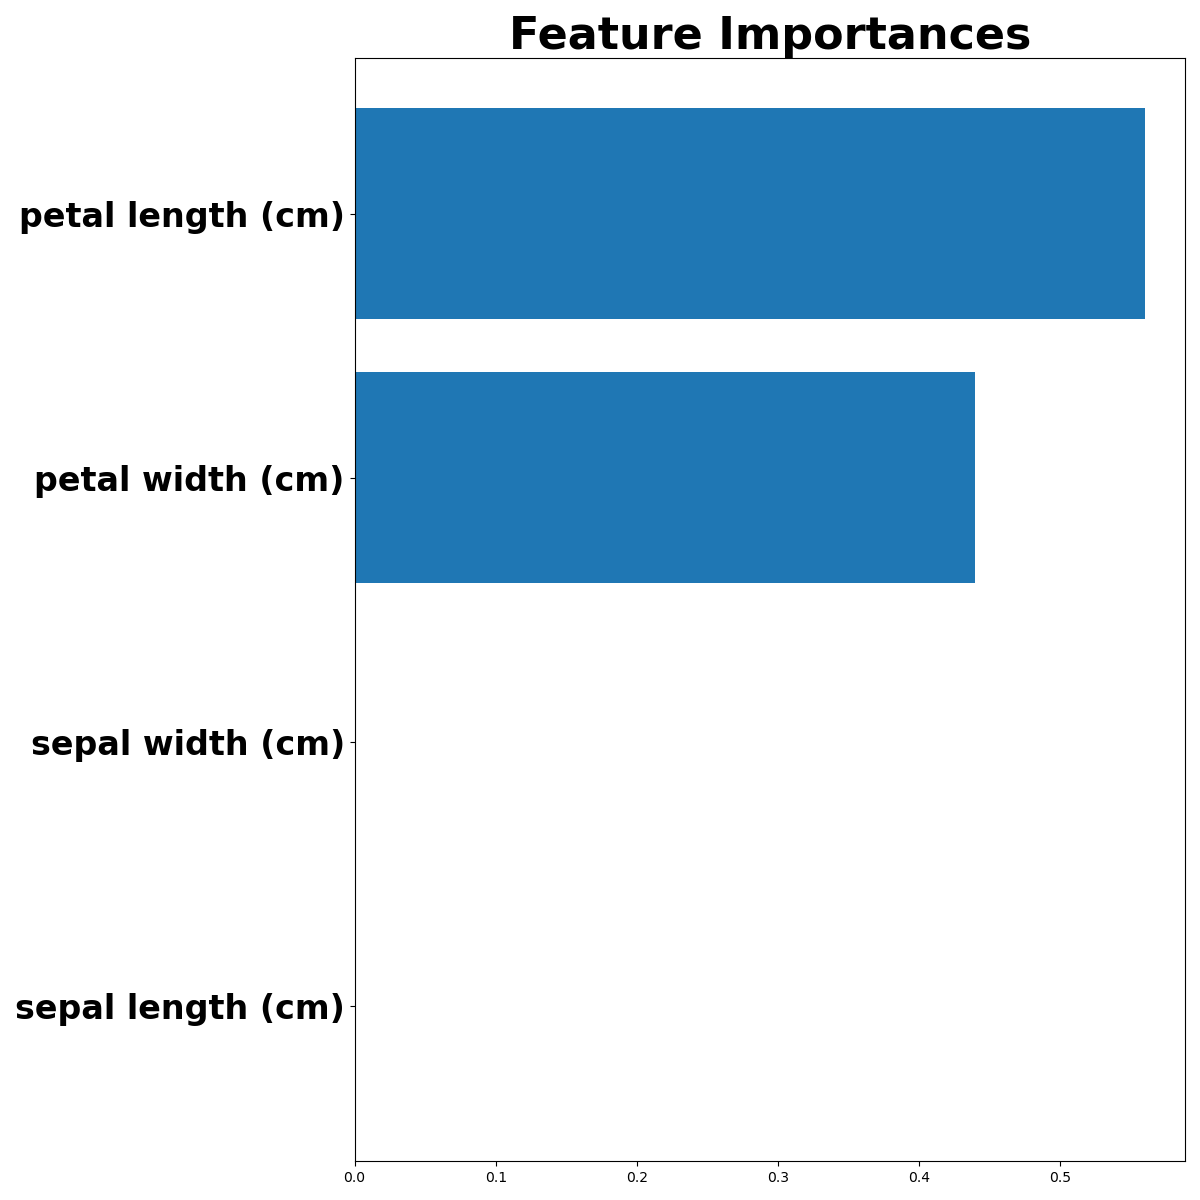 Feature Importances
petal length (cm)
petal width (cm)
sepal width (cm)
sepal length (cm)
0.0 0.1 0.2 0.3 0.4 0.5